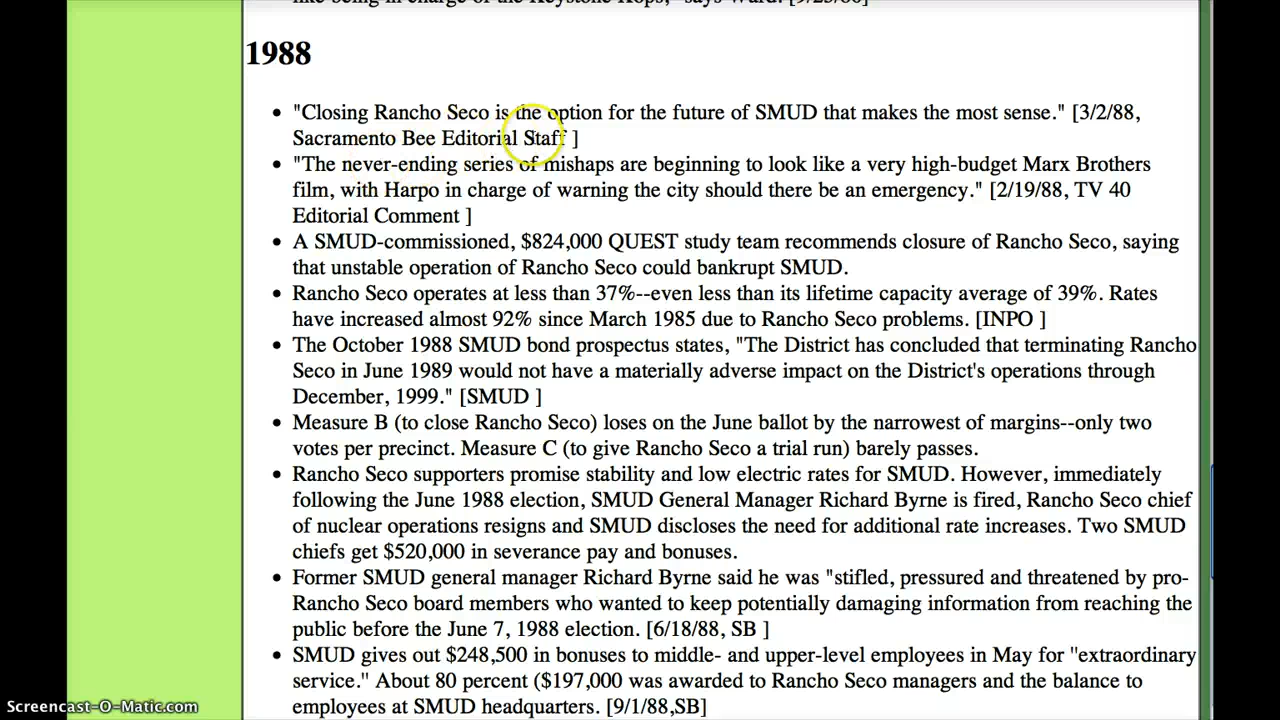 like being in charge of the Keystone Kops," says Ward. [9/25/86]
1988
• "Closing Rancho Seco is the option for the future of SMUD that makes the most sense." [3/2/88,
Sacramento Bee Editorial Staff ]
• "The never-ending series of mishaps are beginning to look like a very high-budget Marx Brothers
film, with Harpo in charge of warning the city should there be an emergency." [2/19/88, TV 40
Editorial Comment ]
• A SMUD-commissioned, $824,000 QUEST study team recommends closure of Rancho Seco, saying
that unstable operation of Rancho Seco could bankrupt SMUD.
• Rancho Seco operates at less than 37%--even less than its lifetime capacity average of 39%. Rates
have increased almost 92% since March 1985 due to Rancho Seco problems. [INPO ]
• The October 1988 SMUD bond prospectus states, "The District has concluded that terminating Rancho
Seco in June 1989 would not have a materially adverse impact on the District's operations through
December, 1999." [SMUD ]
• Measure B (to close Rancho Seco) loses on the June ballot by the narrowest of margins--only two
votes per precinct. Measure C (to give Rancho Seco a trial run) barely passes.
• Rancho Seco supporters promise stability and low electric rates for SMUD. However, immediately
following the June 1988 election, SMUD General Manager Richard Byrne is fired, Rancho Seco chief
of nuclear operations resigns and SMUD discloses the need for additional rate increases. Two SMUD
chiefs get $520,000 in severance pay and bonuses.
• Former SMUD general manager Richard Byrne said he was "stifled, pressured and threatened by pro-
Rancho Seco board members who wanted to keep potentially damaging information from reaching the
public before the June 7, 1988 election. [6/18/88, SB ]
• SMUD gives out $248,500 in bonuses to middle- and upper-level employees in May for "extraordinary
service." About 80 percent ($197,000 was awarded to Rancho Seco managers and the balance to
employees at SMUD headquarters. [9/1/88,SB]
Screencast-O-Matic.com